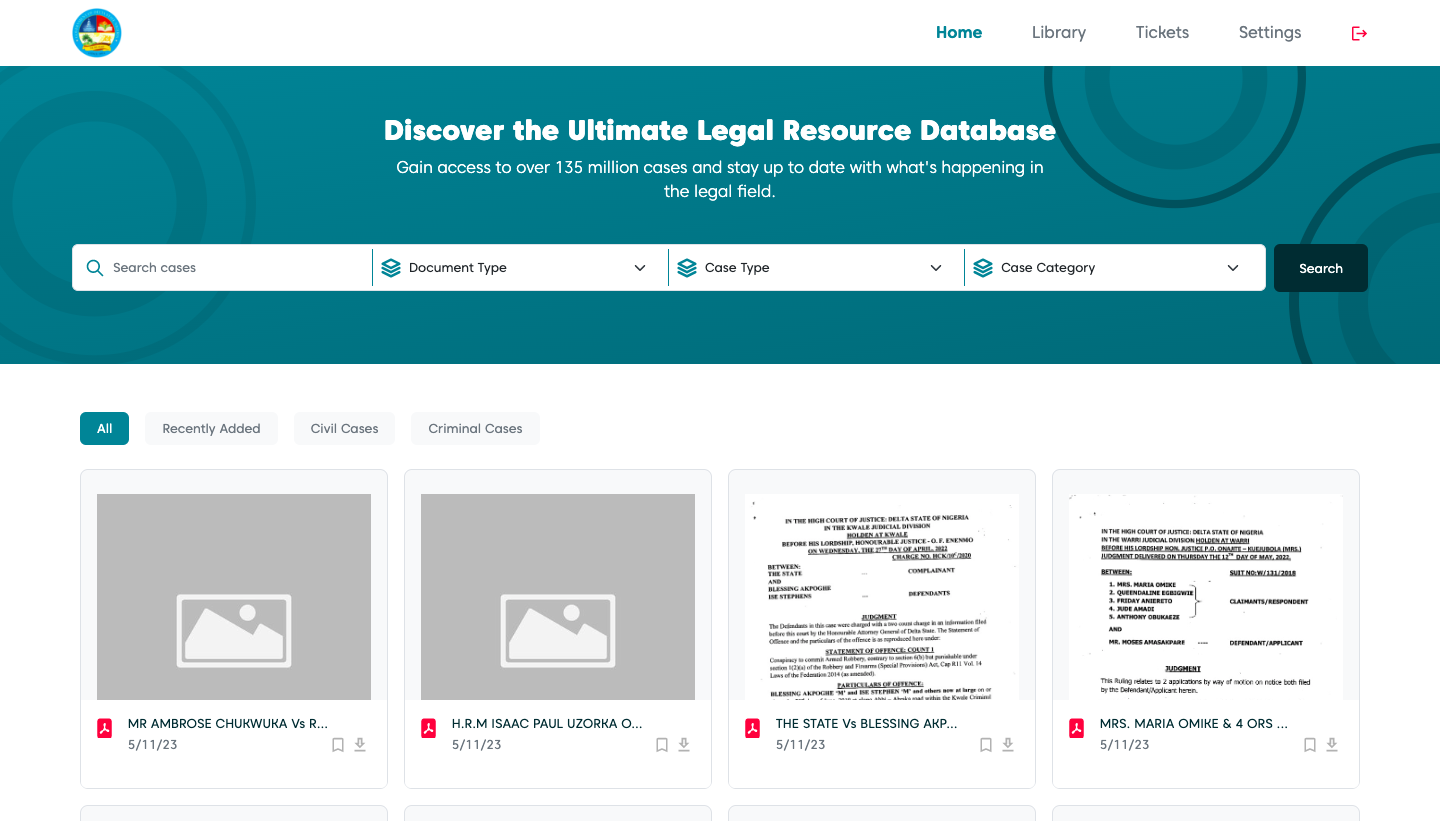 Home
Library
Tickets
Settings
Discover the Ultimate Legal Resource Database
Gain access to over 135 million cases and stay up to date with what's happening in
the legal field.
Search cases
Document Type
Case Type
Case Category
Search
All
Recently Added
Civil Cases
Criminal Cases
IN THE HIGH COURT OF JUSTICE: DELTA STATE OF NIGERIA
IN THE KWALE JUDICIAL DIVISION
HOLDEN AT KWALE
BEFORE HIS LORDSHIP, HONOURABLE JUSTICE - O. F. ENENMO
ON WEDNESDAY, THE 27TH DAY OF APRIL, 2022
BETWEEN:
THE STATE ... COMPLAINANT
AND
BLESSING AKPOGHE
ISE STEPHENS ... DEFENDANTS
JUDGMENT
The Defendants in this case were charged with a two count charge in an information filed
before this court by the Honourable Attorney General of Delta State. The Statement of
Offence and the particulars of the offence is as reproduced here under.
STATEMENT OF OFFENCE: COUNT 1
Conspiracy to commit Armed Robbery, contrary to section 6(b) but punishable under
section 1(2)(a) of the Robbery and Firearms (Special Provisions) Act, Cap R11 Vol. 14
Laws of the Federation 2014 (as amended).
PARTICULARS OF OFFENCE:
BLESSING AKPOGHE 'M' and ISE STEPHEN 'M' and others now at large on or
IN THE HIGH COURT OF JUSTICE: DELTA STATE OF NIGERIA
IN THE WARRI JUDICIAL DIVISION HOLDEN AT WARRI
BEFORE HIS LORDSHIP HON. JUSTICE P.O. ONAJITE – KUEJUBOLA (MRS.)
JUDGMENT DELIVERED ON THURSDAY THE 12TH DAY OF MAY, 2022.
BETWEEN: SUIT NO:W/131/2018
1. MRS. MARIA OMIKE
2. QUEENDALINE EGBIGWIE
3. FRIDAY ANIERETO CLAIMANTS/RESPONDENT
4. JUDE AMADI
5. ANTHONY OBUKAEZE
AND
MR. MOSES AMASAKPARE ---- DEFENDANT/APPLICANT
JUDGMENT
This Ruling relates to 2 applications by way of motion on notice both filed
by the Defendant/Applicant herein.
MR AMBROSE CHUKWUKA Vs R...
5/11/23
H.R.M ISAAC PAUL UZORKA O...
5/11/23
THE STATE Vs BLESSING AKP...
5/11/23
MRS. MARIA OMIKE & 4 ORS ...
5/11/23